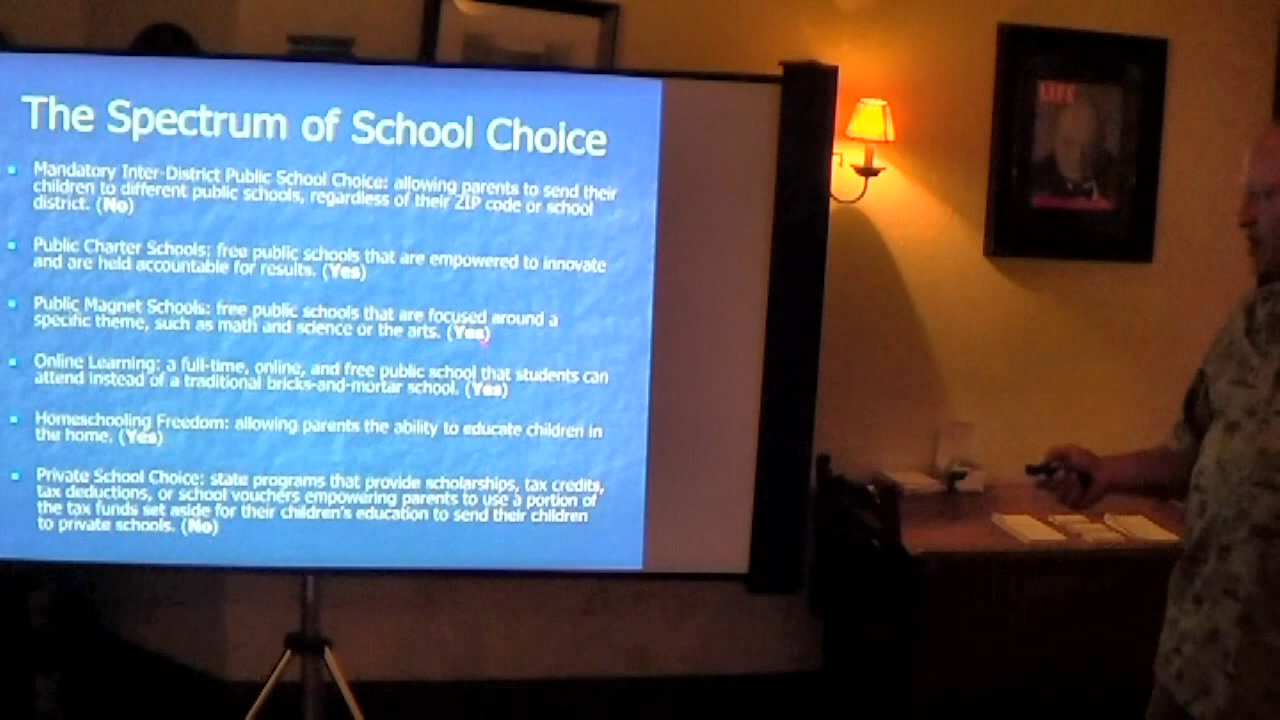 The Spectrum of School Choice
Mandatory Inter-District Public School Choice: allowing parents to send their
children to different public schools, regardless of their ZIP code or school
district. (No)
Public Charter Schools: free public schools that are empowered to innovate
and are held accountable for results. (Yes)
Public Magnet Schools: free public schools that are focused around a
specific theme, such as math and science or the arts. (Yes)
Online Learning: a full-time, online, and free public school that students can
attend instead of a traditional bricks-and-mortar school. (Yes)
Homeschooling Freedom: allowing parents the ability to educate children in
the home. (Yes)
Private School Choice: state programs that provide scholarships, tax credits,
tax deductions, or school vouchers empowering parents to use a portion of
the tax funds set aside for their children's education to send their children
to private schools. (No)
LIFE